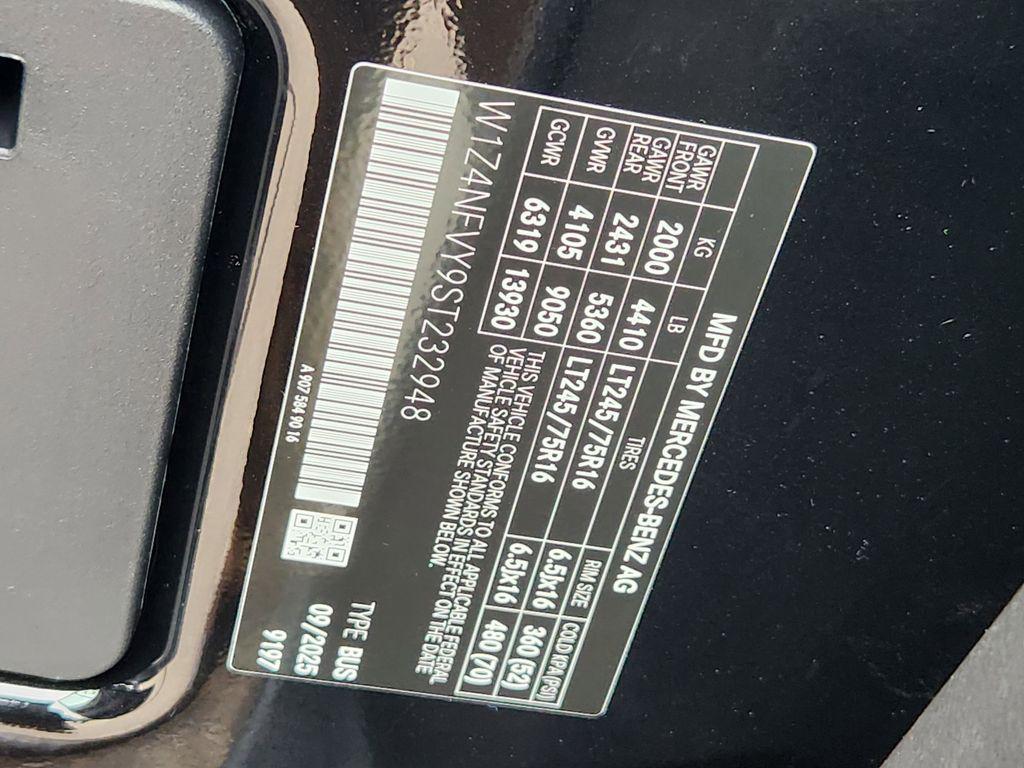 MFD BY MERCEDES-BENZ AG
KG LB TIRES RIM SIZE COLD KPA(PSI)
GAWR FRONT 2000 4410 LT245/75R16 6.5Jx16 360(52)
GAWR REAR 2431 5360 LT245/75R16 6.5Jx16 480(70)
GVWR 4105 9050
GCWR 6319 13930
THIS VEHICLE CONFORMS TO ALL APPLICABLE FEDERAL
VEHICLE SAFETY STANDARDS IN EFFECT ON THE DATE
OF MANUFACTURE SHOWN BELOW.
W1Z4NFVY9ST232948
TYPE BUS
09/2025
9197
A 907 584 90 16